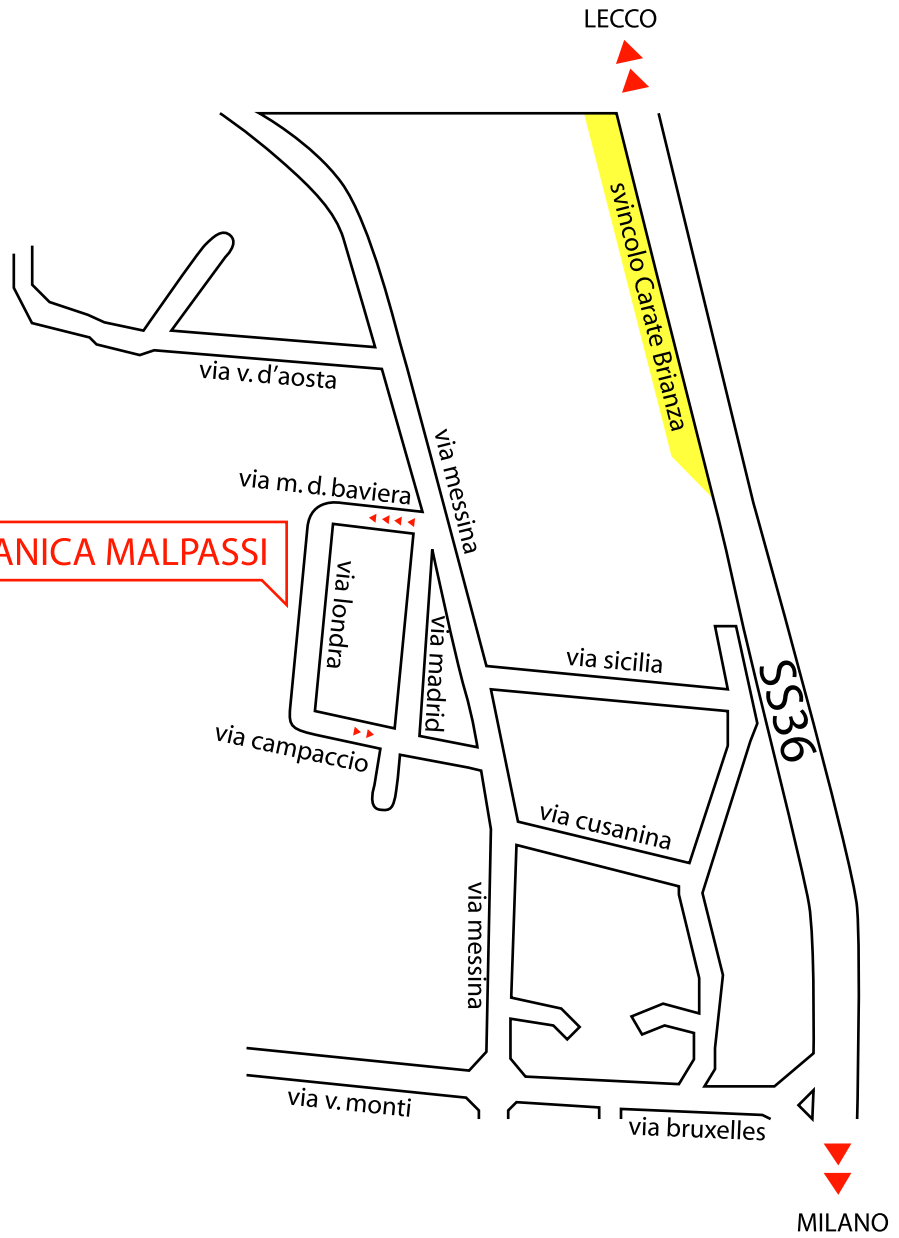 LECCO
svincolo Carate Brianza
via v. d'aosta
via messina
via m. d. baviera
ANICA MALPASSI
via londra
via madrid
via sicilia
SS36
via campaccio
via cusanina
via messina
via v. monti
via bruxelles
MILANO